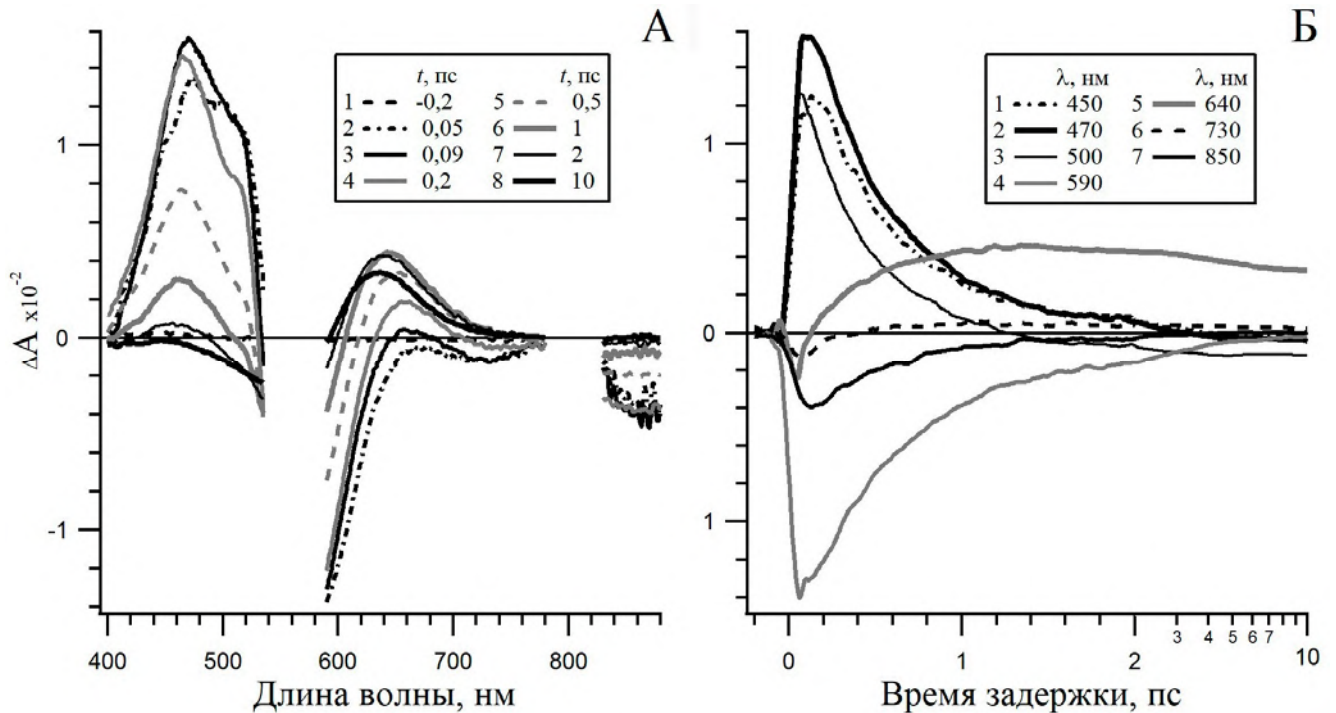 А
t, пс t, пс
1 -0,2 5 0,5
2 0,05 6 1
3 0,09 7 2
4 0,2 8 10
ΔA x10⁻²
1
0
-1
400 500 600 700 800
Длина волны, нм
Б
λ, нм λ, нм
1 450 5 640
2 470 6 730
3 500 7 850
4 590
1
0
1
0 1 2 3 4 5 6 7 10
Время задержки, пс